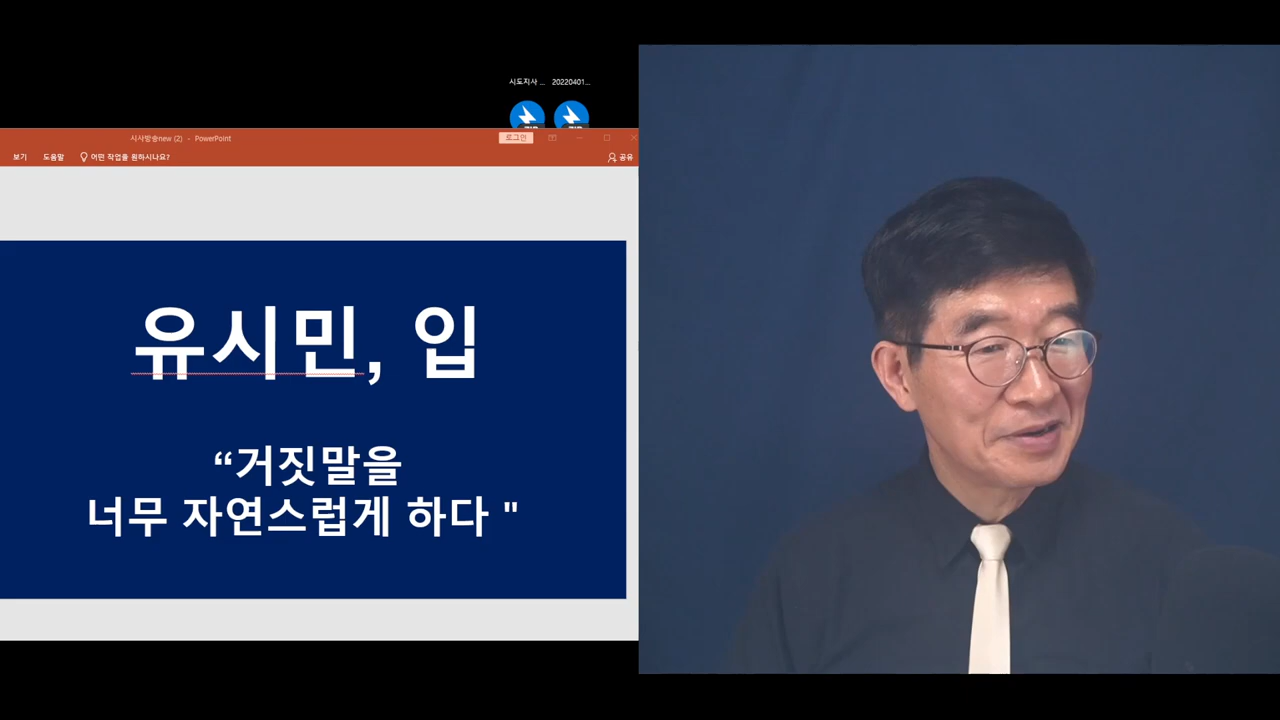 시도지사 ... 20220401...
시사방송new (2) - PowerPoint
로그인
보기 도움말 어떤 작업을 원하시나요? 공유
유시민, 입
“거짓말을
너무 자연스럽게 하다 "